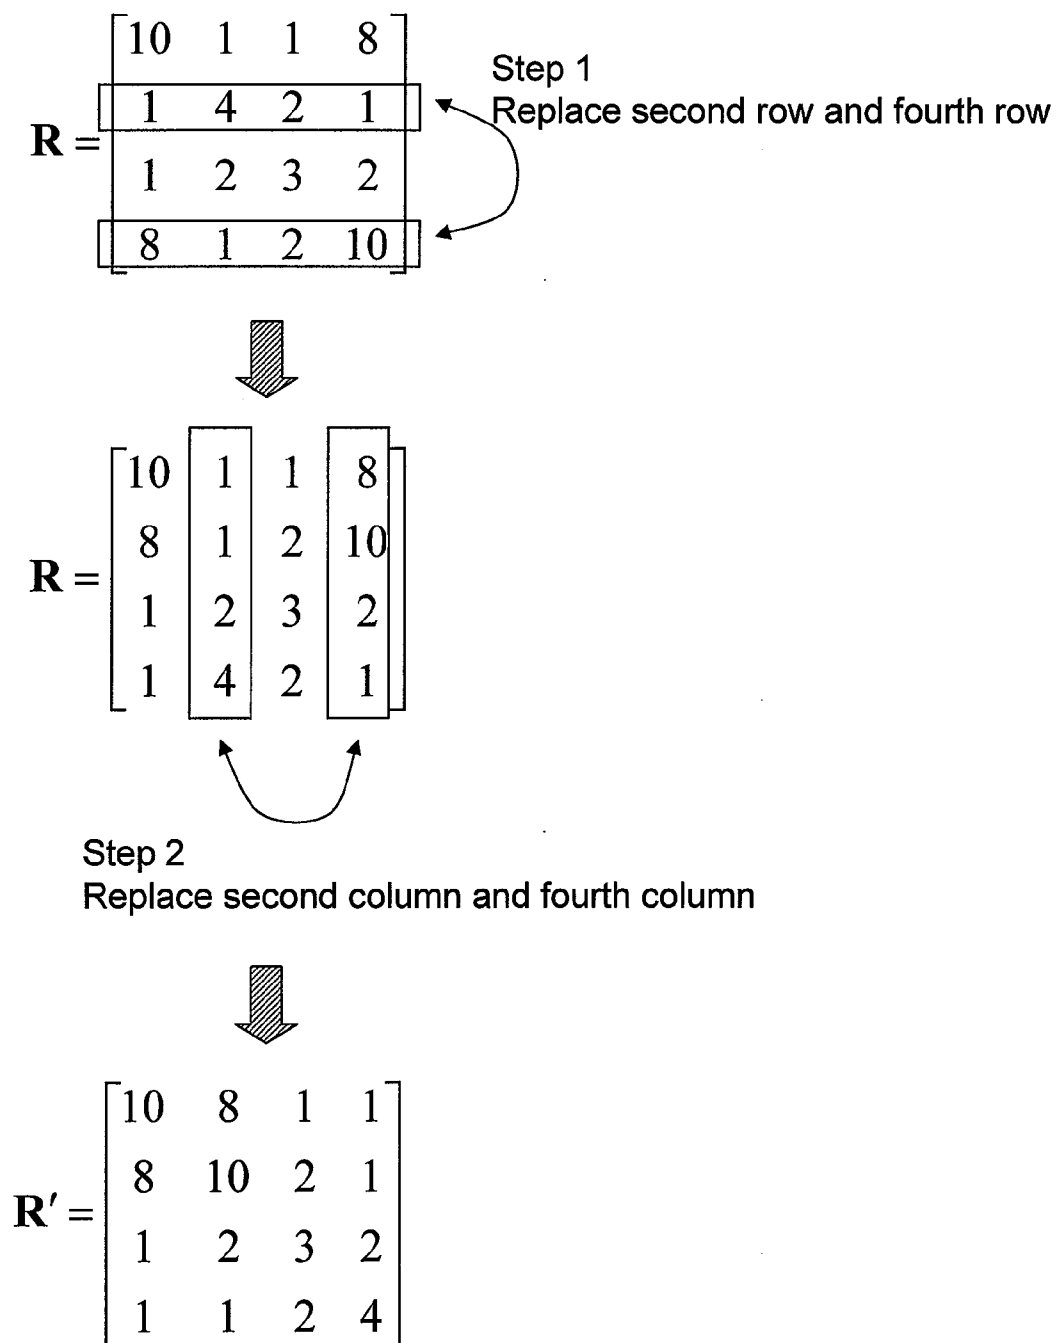 10 1 1 8
Step 1
1 4 2 1
Replace second row and fourth row
R =
1 2 3 2
8 1 2 10
10 1 1 8
8 1 2 10
R =
1 2 3 2
1 4 2 1
Step 2
Replace second column and fourth column
10 8 1 1
8 10 2 1
R′ =
1 2 3 2
1 1 2 4